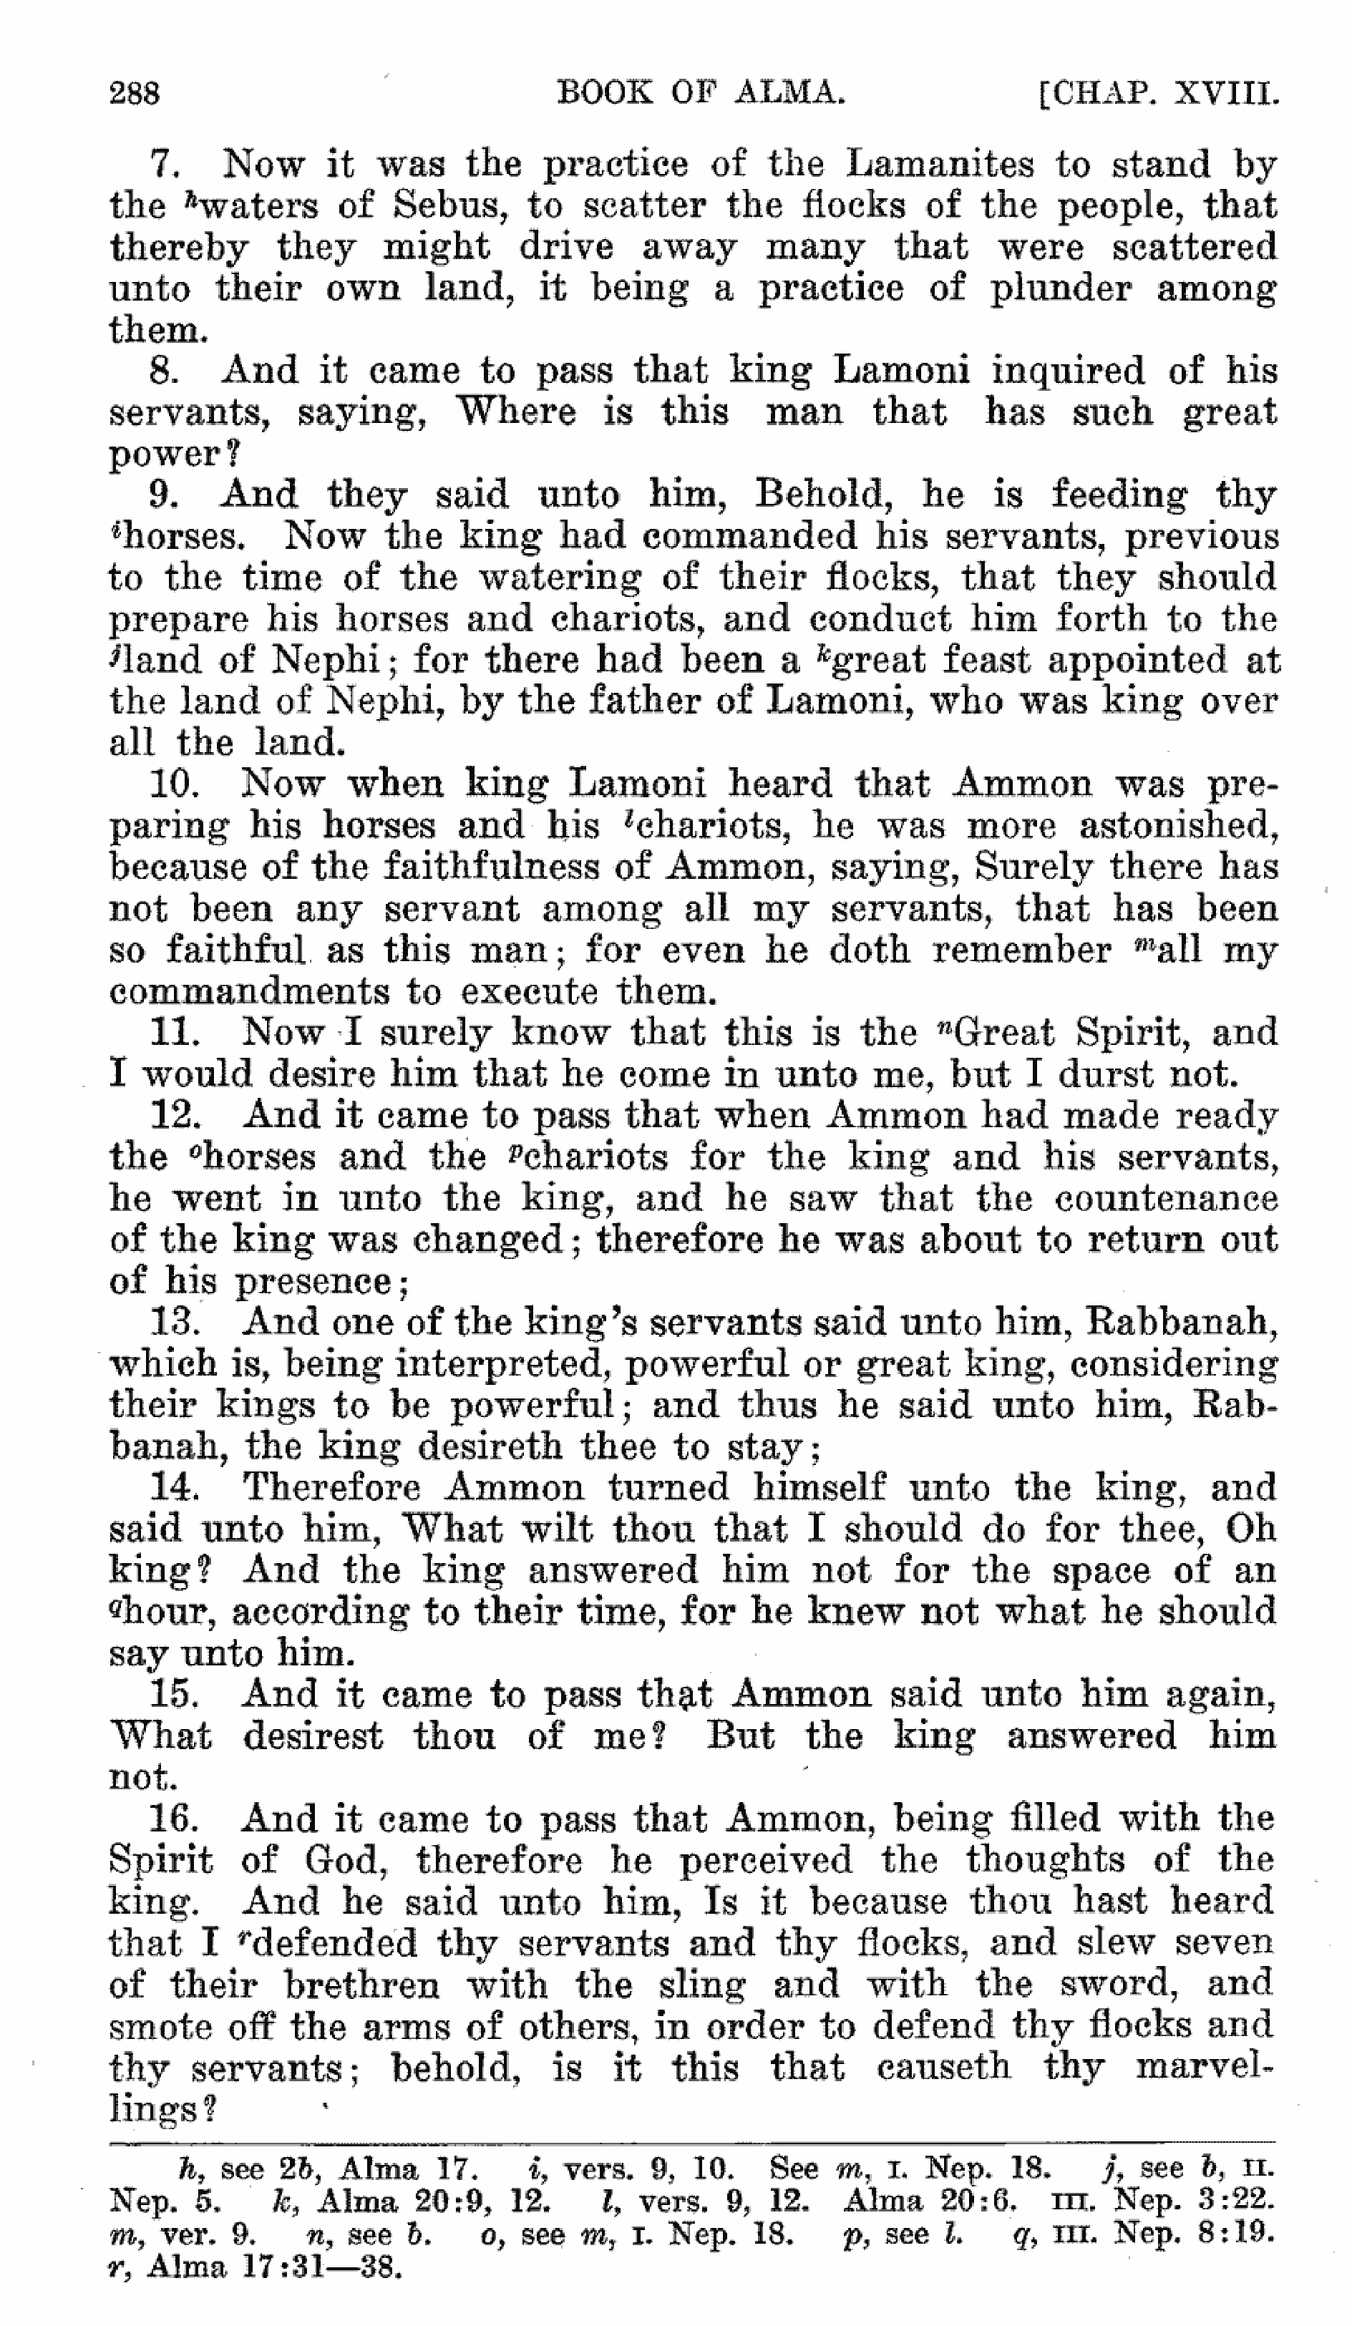 288 BOOK OF ALMA. [CHAP. XVIII.
7. Now it was the practice of the Lamanites to stand by
the hwaters of Sebus, to scatter the flocks of the people, that
thereby they might drive away many that were scattered
unto their own land, it being a practice of plunder among
them.
8. And it came to pass that king Lamoni inquired of his
servants, saying, Where is this man that has such great
power?
9. And they said unto him, Behold, he is feeding thy
ihorses. Now the king had commanded his servants, previous
to the time of the watering of their flocks, that they should
prepare his horses and chariots, and conduct him forth to the
jland of Nephi; for there had been a kgreat feast appointed at
the land of Nephi, by the father of Lamoni, who was king over
all the land.
10. Now when king Lamoni heard that Ammon was pre-
paring his horses and his lchariots, he was more astonished,
because of the faithfulness of Ammon, saying, Surely there has
not been any servant among all my servants, that has been
so faithful as this man; for even he doth remember mall my
commandments to execute them.
11. Now I surely know that this is the nGreat Spirit, and
I would desire him that he come in unto me, but I durst not.
12. And it came to pass that when Ammon had made ready
the ohorses and the pchariots for the king and his servants,
he went in unto the king, and he saw that the countenance
of the king was changed; therefore he was about to return out
of his presence;
13. And one of the king's servants said unto him, Rabbanah,
which is, being interpreted, powerful or great king, considering
their kings to be powerful; and thus he said unto him, Rab-
banah, the king desireth thee to stay;
14. Therefore Ammon turned himself unto the king, and
said unto him, What wilt thou that I should do for thee, Oh
king? And the king answered him not for the space of an
qhour, according to their time, for he knew not what he should
say unto him.
15. And it came to pass that Ammon said unto him again,
What desirest thou of me? But the king answered him
not.
16. And it came to pass that Ammon, being filled with the
Spirit of God, therefore he perceived the thoughts of the
king. And he said unto him, Is it because thou hast heard
that I rdefended thy servants and thy flocks, and slew seven
of their brethren with the sling and with the sword, and
smote off the arms of others, in order to defend thy flocks and
thy servants; behold, is it this that causeth thy marvel-
lings?
h, see 2b, Alma 17. i, vers. 9, 10. See m, I. Nep. 18. j, see b, II.
Nep. 5. k, Alma 20:9, 12. l, vers. 9, 12. Alma 20:6. III. Nep. 3:22.
m, ver. 9. n, see b. o, see m, I. Nep. 18. p, see l. q, III. Nep. 8:19.
r, Alma 17:31—38.